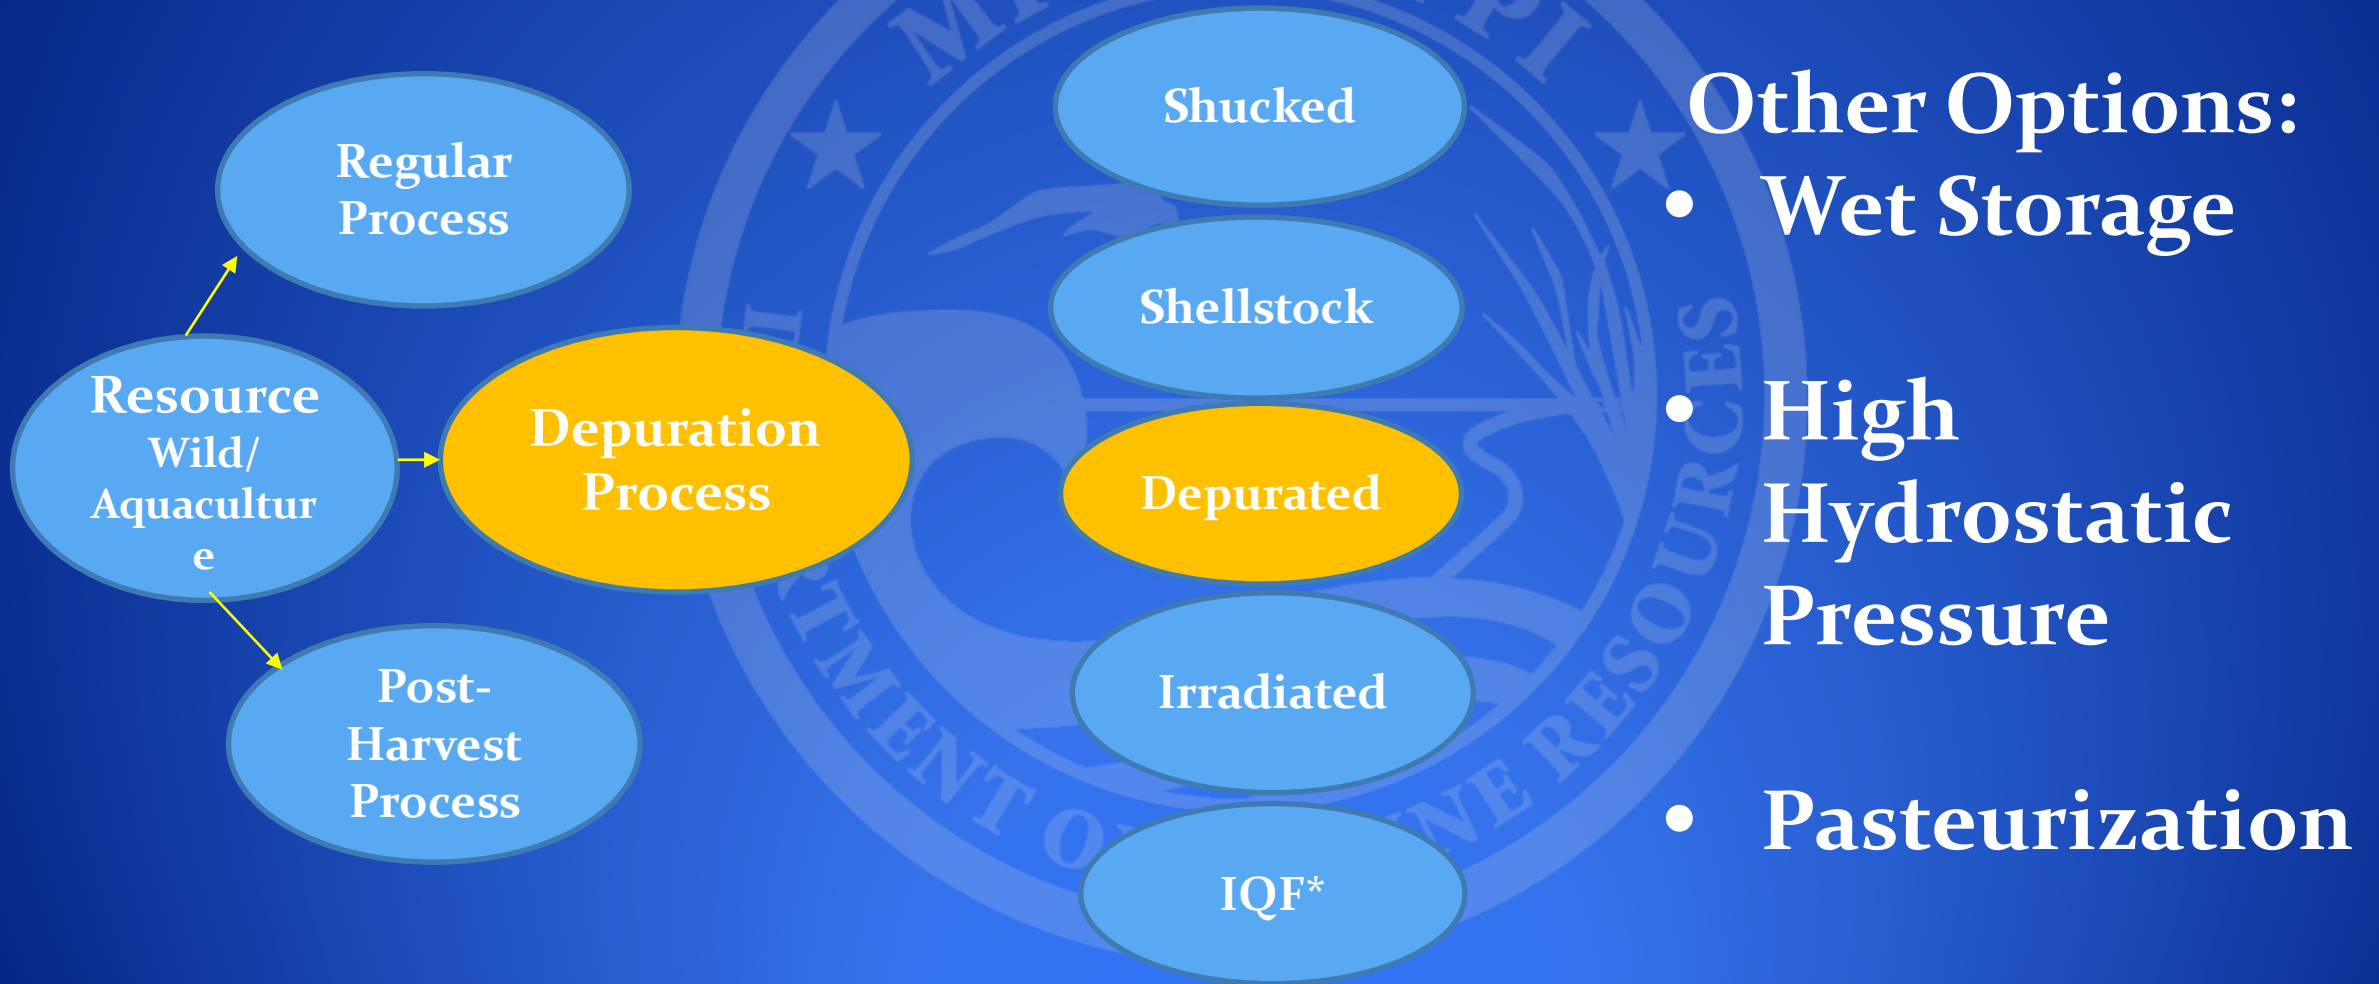 Regular
Process
Resource
Wild/
Aquacultur
e
Depuration
Process
Post-
Harvest
Process
Shucked
Shellstock
Depurated
Irradiated
IQF*
Other Options:
• Wet Storage
• High
Hydrostatic
Pressure
• Pasteurization
RESOURCES